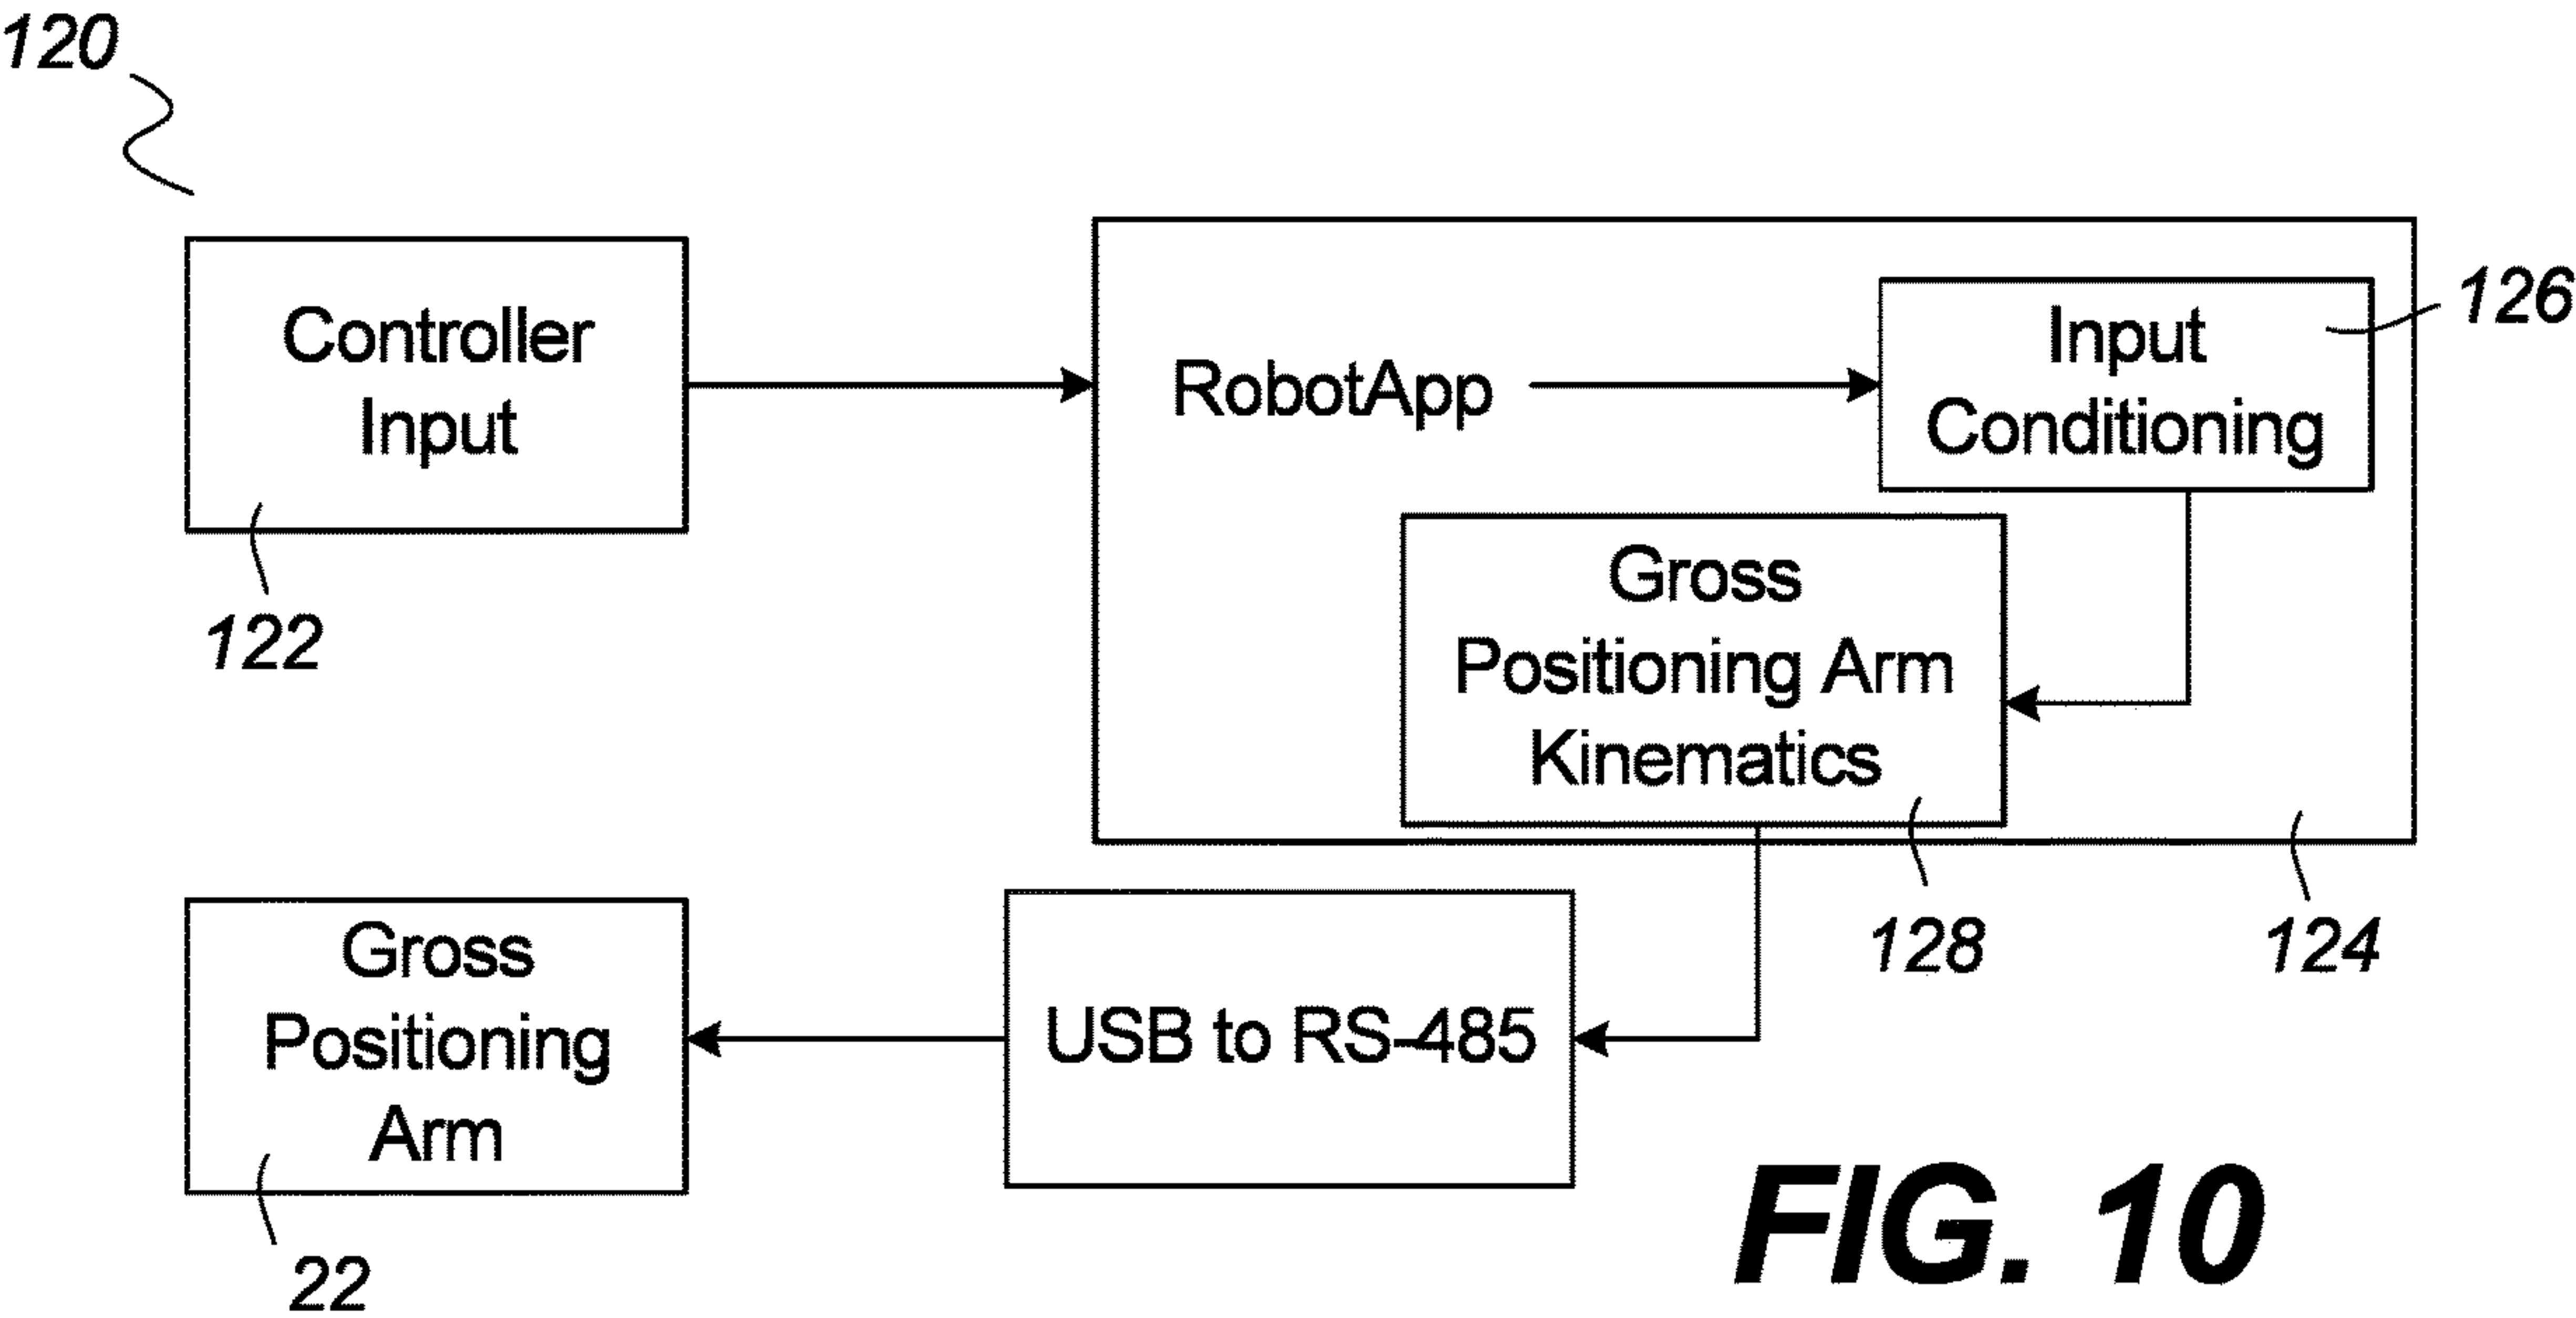 120
Controller
Input
122
RobotApp
Input
Conditioning
126
Gross
Positioning Arm
Kinematics
128
124
Gross
Positioning
Arm
22
USB to RS-485
FIG. 10